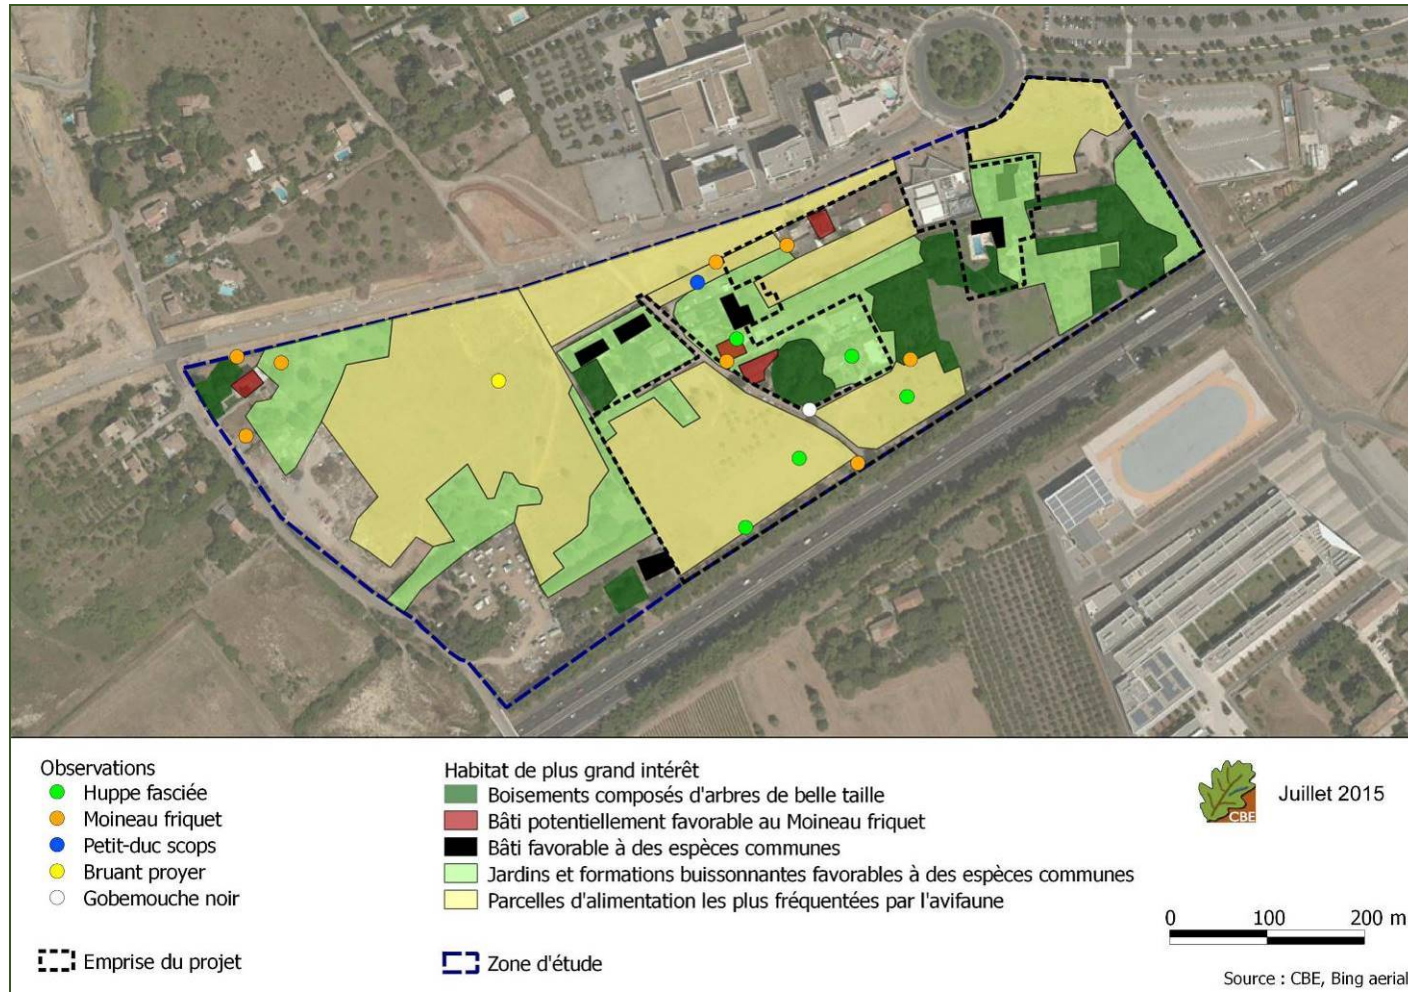 Observations
Huppe fasciée
Moineau friquet
Petit-duc scops
Bruant proyer
Gobemouche noir
Emprise du projet
Habitat de plus grand intérêt
Boisements composés d'arbres de belle taille
Bâti potentiellement favorable au Moineau friquet
Bâti favorable à des espèces communes
Jardins et formations buissonnantes favorables à des espèces communes
Parcelles d'alimentation les plus fréquentées par l'avifaune
Zone d'étude
CBE
Juillet 2015
0 100 200 m
Source : CBE, Bing aerial